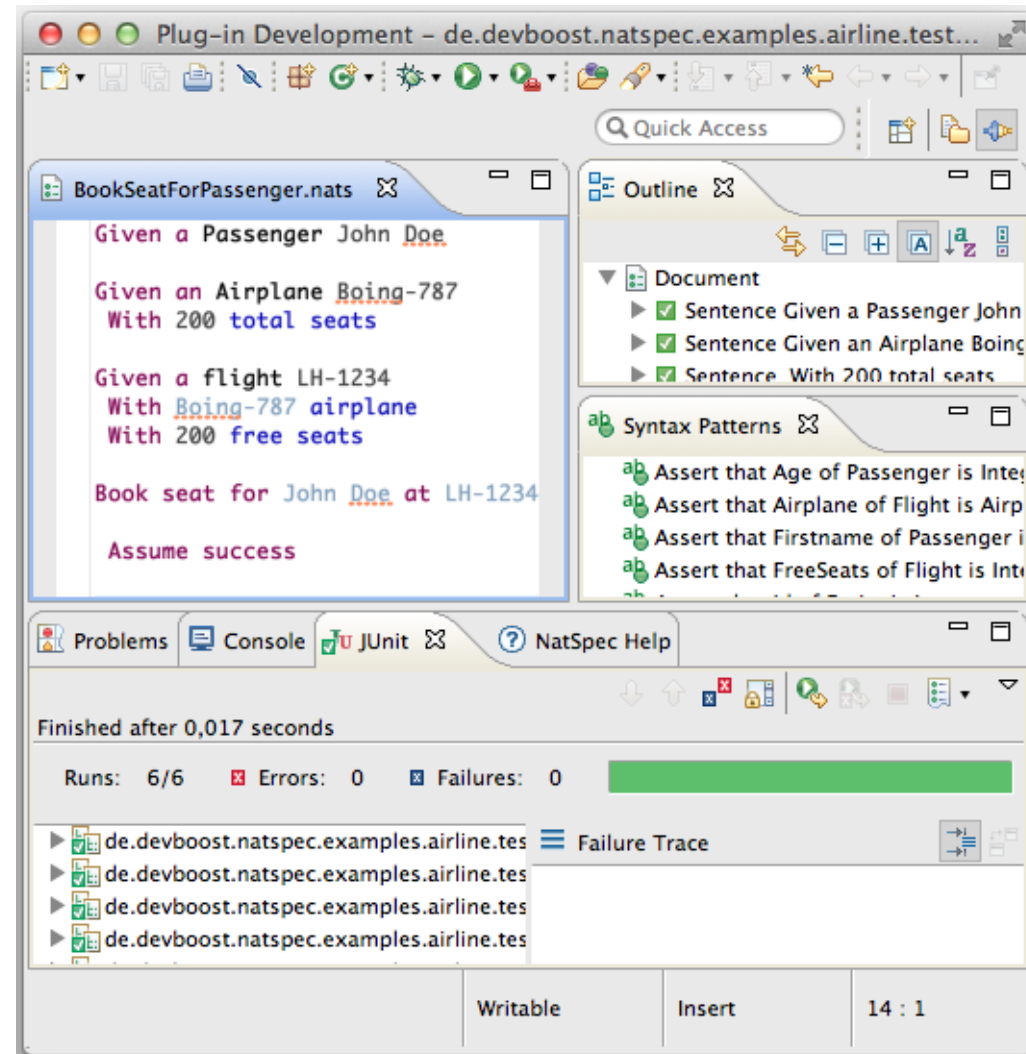 Plug-in Development – de.devboost.natspec.examples.airline.test...
Quick Access
BookSeatForPassenger.nats
Given a Passenger John Doe
Given an Airplane Boing-787
With 200 total seats
Given a flight LH-1234
With Boing-787 airplane
With 200 free seats
Book seat for John Doe at LH-1234
Assume success
Outline
Document
Sentence Given a Passenger John
Sentence Given an Airplane Boing
Sentence With 200 total seats
Syntax Patterns
Assert that Age of Passenger is Integ
Assert that Airplane of Flight is Airp
Assert that Firstname of Passenger i
Assert that FreeSeats of Flight is Int
Problems Console JUnit NatSpec Help
Finished after 0,017 seconds
Runs: 6/6 Errors: 0 Failures: 0
de.devboost.natspec.examples.airline.tes
de.devboost.natspec.examples.airline.tes
de.devboost.natspec.examples.airline.tes
de.devboost.natspec.examples.airline.tes
Failure Trace
Writable Insert 14 : 1